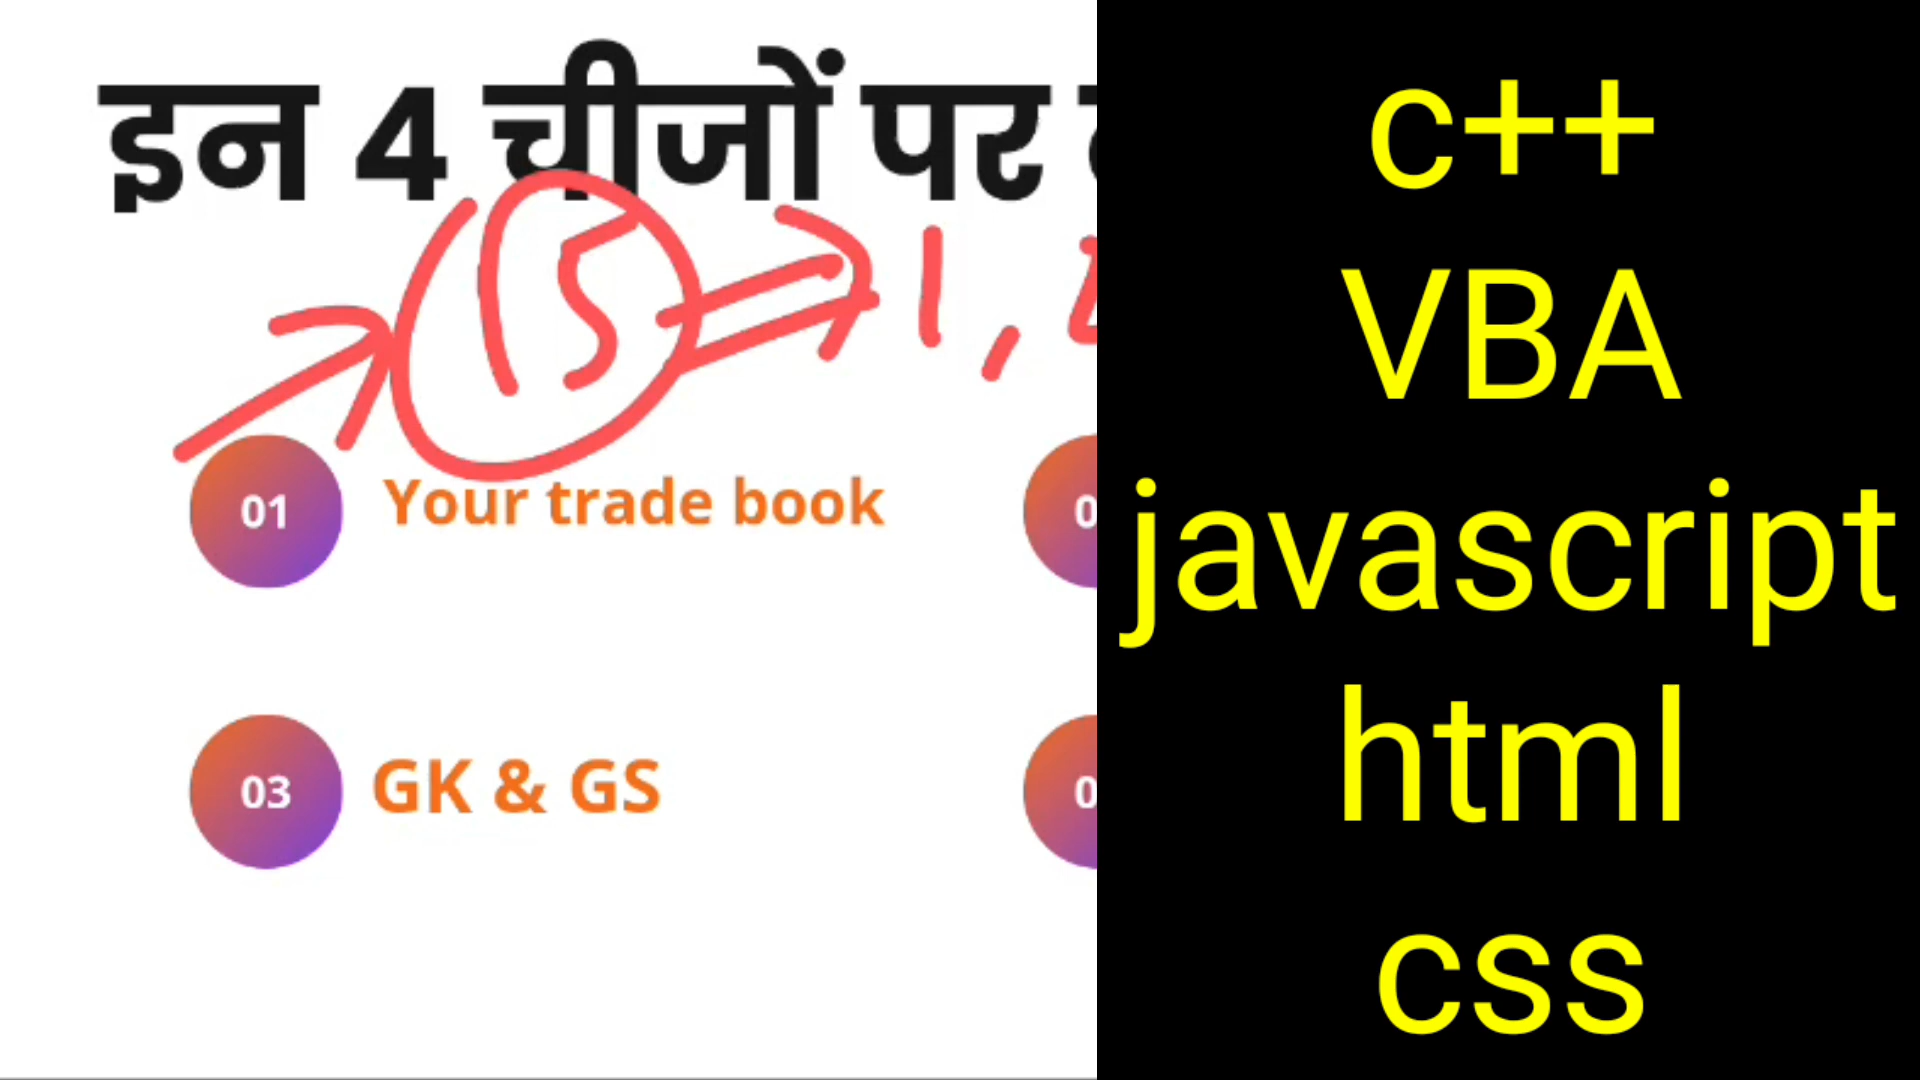 इन 4 चीजों पर
15 → 1,
01 Your trade book
03 GK & GS
c++
VBA
javascript
html
css